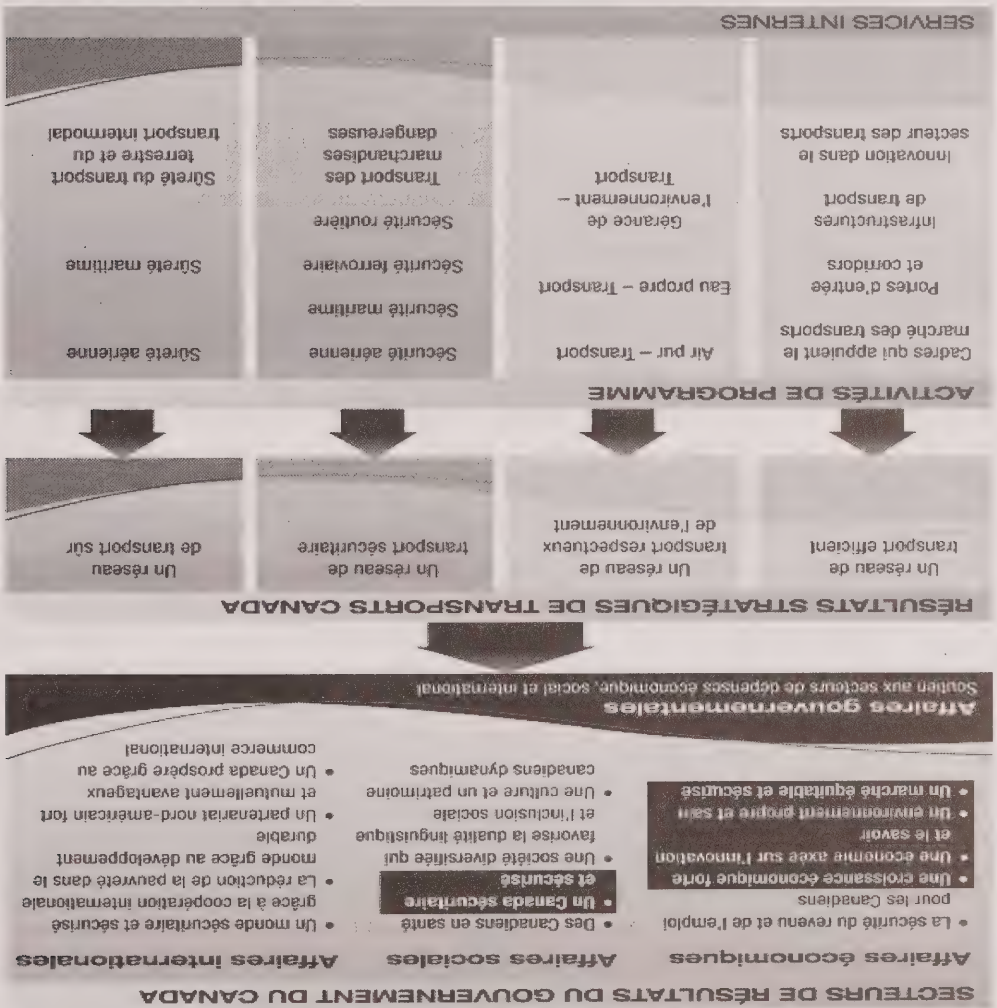 SECTEURS DE RÉSULTATS DU GOUVERNEMENT DU CANADA
Affaires économiques
• La sécurité du revenu et de l'emploi
pour les Canadiens
• Une croissance économique forte
• Une économie axée sur l'innovation
et le savoir
• Un environnement propre et sain
• Un marché équitable et sécurisé
Affaires sociales
• Des Canadiens en santé
• Un Canada sécuritaire
et sécurisé
• Une société diversifiée qui
favorise la dualité linguistique
et l'inclusion sociale
• Une culture et un patrimoine
canadiens dynamiques
Affaires internationales
• Un monde sécuritaire et sécurisé
grâce à la coopération internationale
• La réduction de la pauvreté dans le
monde grâce au développement
durable
• Un partenariat nord-américain fort
et mutuellement avantageux
• Un Canada prospère grâce au
commerce international
Affaires gouvernementales
Soutien aux secteurs de dépenses économique, social et international
RÉSULTATS STRATÉGIQUES DE TRANSPORTS CANADA
Un réseau de
transport efficient
Un réseau de
transport respectueux
de l'environnement
Un réseau de
transport sécuritaire
Un réseau
de transport sûr
ACTIVITÉS DE PROGRAMME
Cadres qui appuient le
marché des transports
Portes d'entrée
et corridors
Infrastructures
de transport
Innovation dans le
secteur des transports
Air pur – Transport
Eau propre – Transport
Gérance de
l'environnement –
Transport
Sécurité aérienne
Sécurité maritime
Sécurité ferroviaire
Sécurité routière
Transport des
marchandises
dangereuses
Sûreté aérienne
Sûreté maritime
Sûreté du transport
terrestre et du
transport intermodal
SERVICES INTERNES